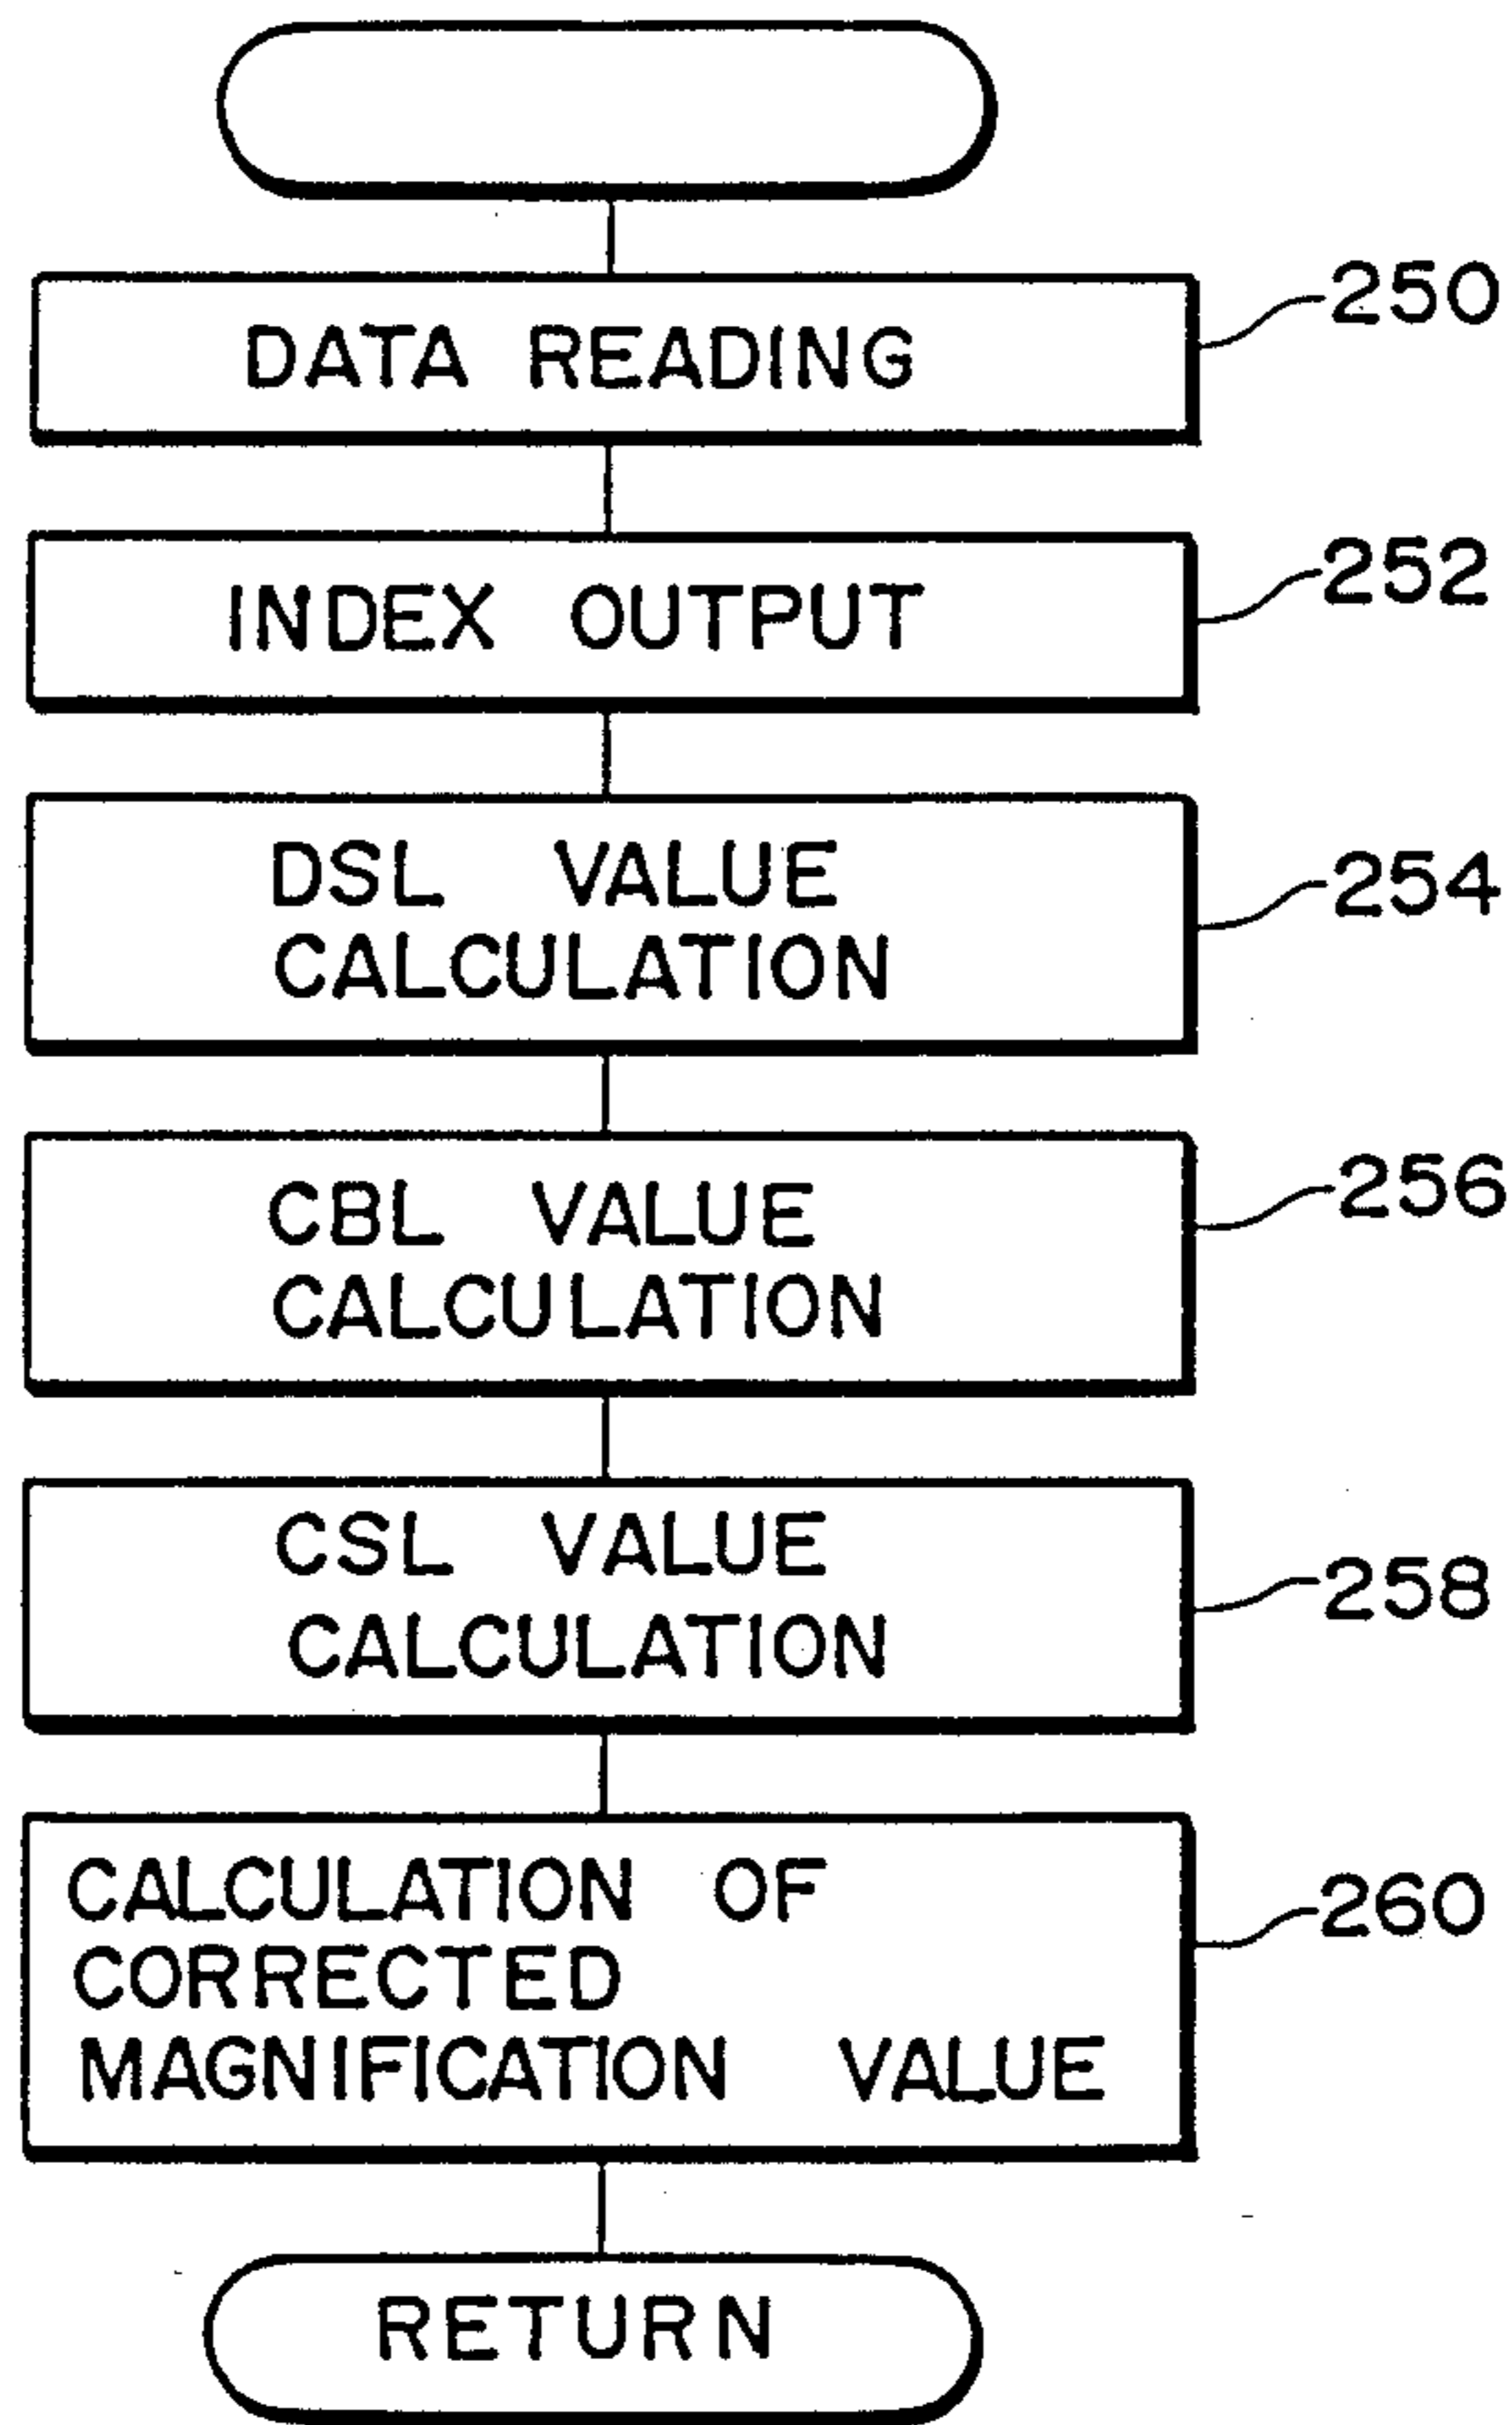 DATA READING
250
INDEX OUTPUT
252
DSL VALUE
CALCULATION
254
CBL VALUE
CALCULATION
256
CSL VALUE
CALCULATION
258
CALCULATION OF
CORRECTED
MAGNIFICATION VALUE
260
RETURN